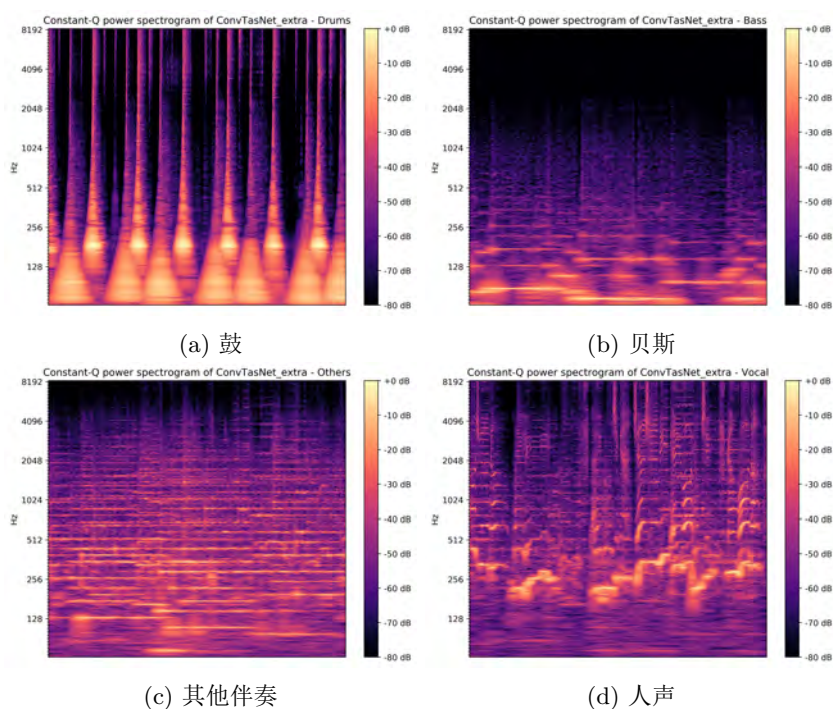 Constant-Q power spectrogram of ConvTasNet_extra - Drums
8192
4096
2048
1024
512
256
128
Hz
+0 dB
-10 dB
-20 dB
-30 dB
-40 dB
-50 dB
-60 dB
-70 dB
-80 dB
(a) 鼓
Constant-Q power spectrogram of ConvTasNet_extra - Bass
8192
4096
2048
1024
512
256
128
Hz
+0 dB
-10 dB
-20 dB
-30 dB
-40 dB
-50 dB
-60 dB
-70 dB
-80 dB
(b) 贝斯
Constant-Q power spectrogram of ConvTasNet_extra - Others
8192
4096
2048
1024
512
256
128
Hz
+0 dB
-10 dB
-20 dB
-30 dB
-40 dB
-50 dB
-60 dB
-70 dB
-80 dB
(c) 其他伴奏
Constant-Q power spectrogram of ConvTasNet_extra - Vocal
8192
4096
2048
1024
512
256
128
Hz
+0 dB
-10 dB
-20 dB
-30 dB
-40 dB
-50 dB
-60 dB
-70 dB
-80 dB
(d) 人声